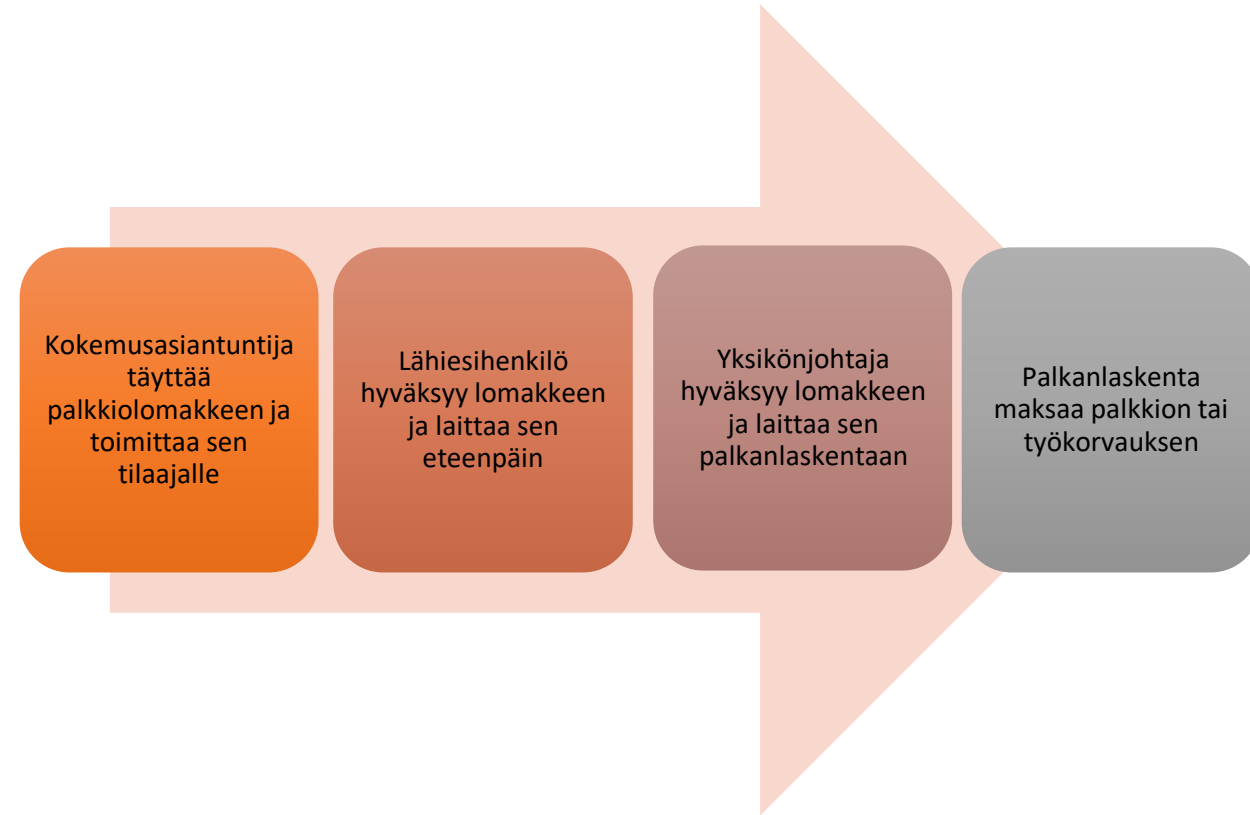 Kokemusasiantuntija
täyttää
palkkiolomakkeen ja
toimittaa sen
tilaajalle
Lähiesihenkilö
hyväksyy lomakkeen
ja laittaa sen
eteenpäin
Yksikönjohtaja
hyväksyy lomakkeen
ja laittaa sen
palkanlaskentaan
Palkanlaskenta
maksaa palkkion tai
työkorvauksen